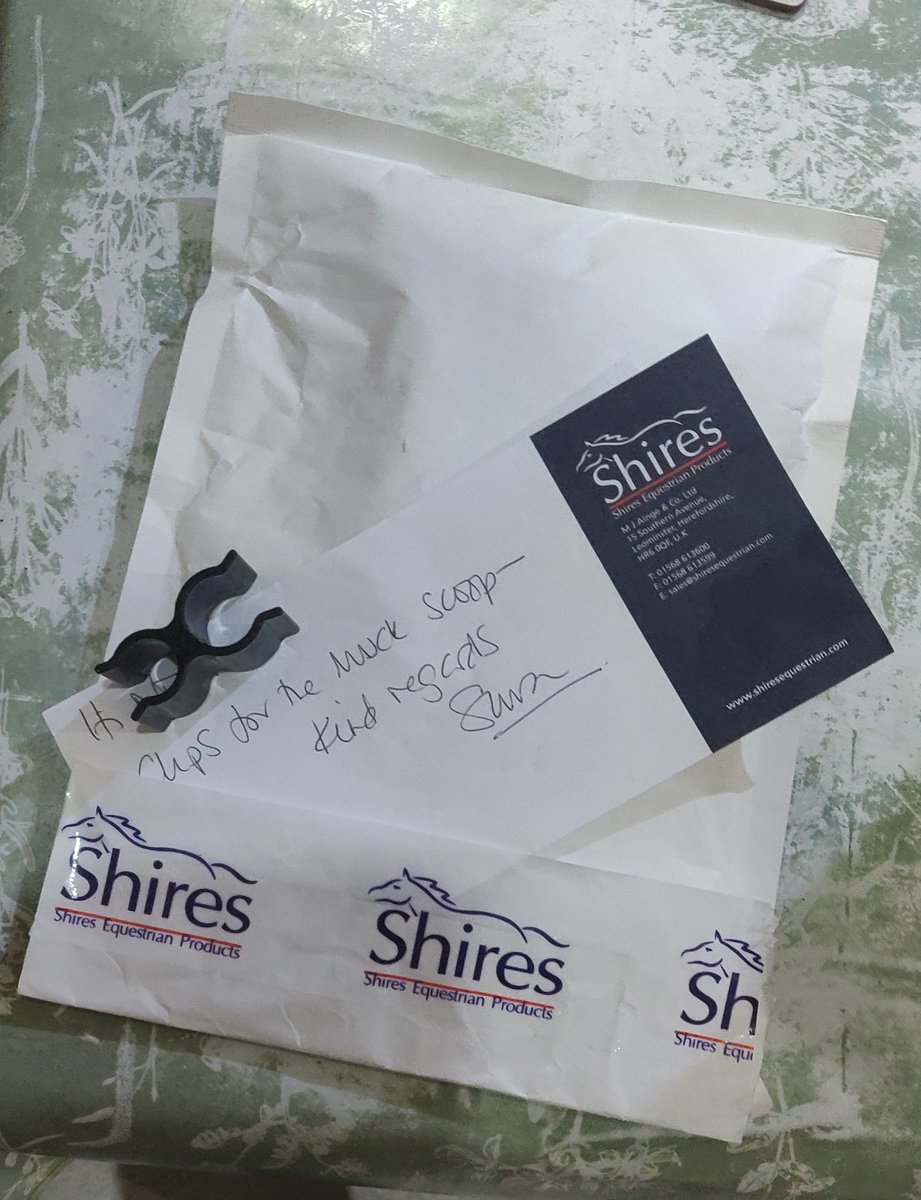 Shires
Shires Equestrian Products
M J Ainge & Co. Ltd
15 Southern Avenue,
Leominster, Herefordshire,
HR6 0QF, U.K
T: 01568 613600
F: 01568 613599
E: sales@shiresequestrian.com
www.shiresequestrian.com
Clips for the Muck scoop-
Kind regards
Shires
Shires Equestrian Products
Shires
Shires Equestrian Products
Sh
Shires Eque